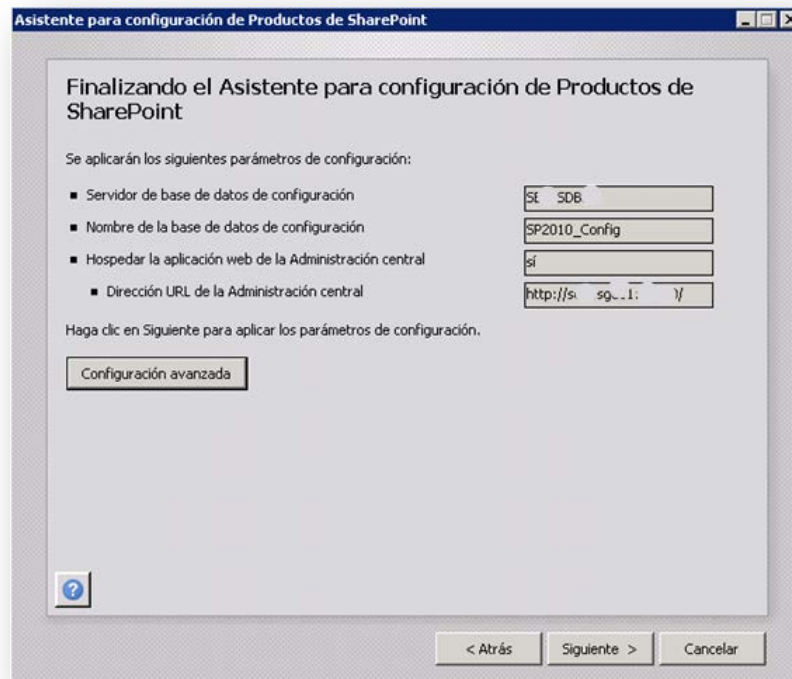 Asistente para configuración de Productos de SharePoint
Finalizando el Asistente para configuración de Productos de
SharePoint
Se aplicarán los siguientes parámetros de configuración:
Servidor de base de datos de configuración
Nombre de la base de datos de configuración SP2010_Config
Hospedar la aplicación web de la Administración central sí
Dirección URL de la Administración central
Haga clic en Siguiente para aplicar los parámetros de configuración.
Configuración avanzada
< Atrás Siguiente > Cancelar